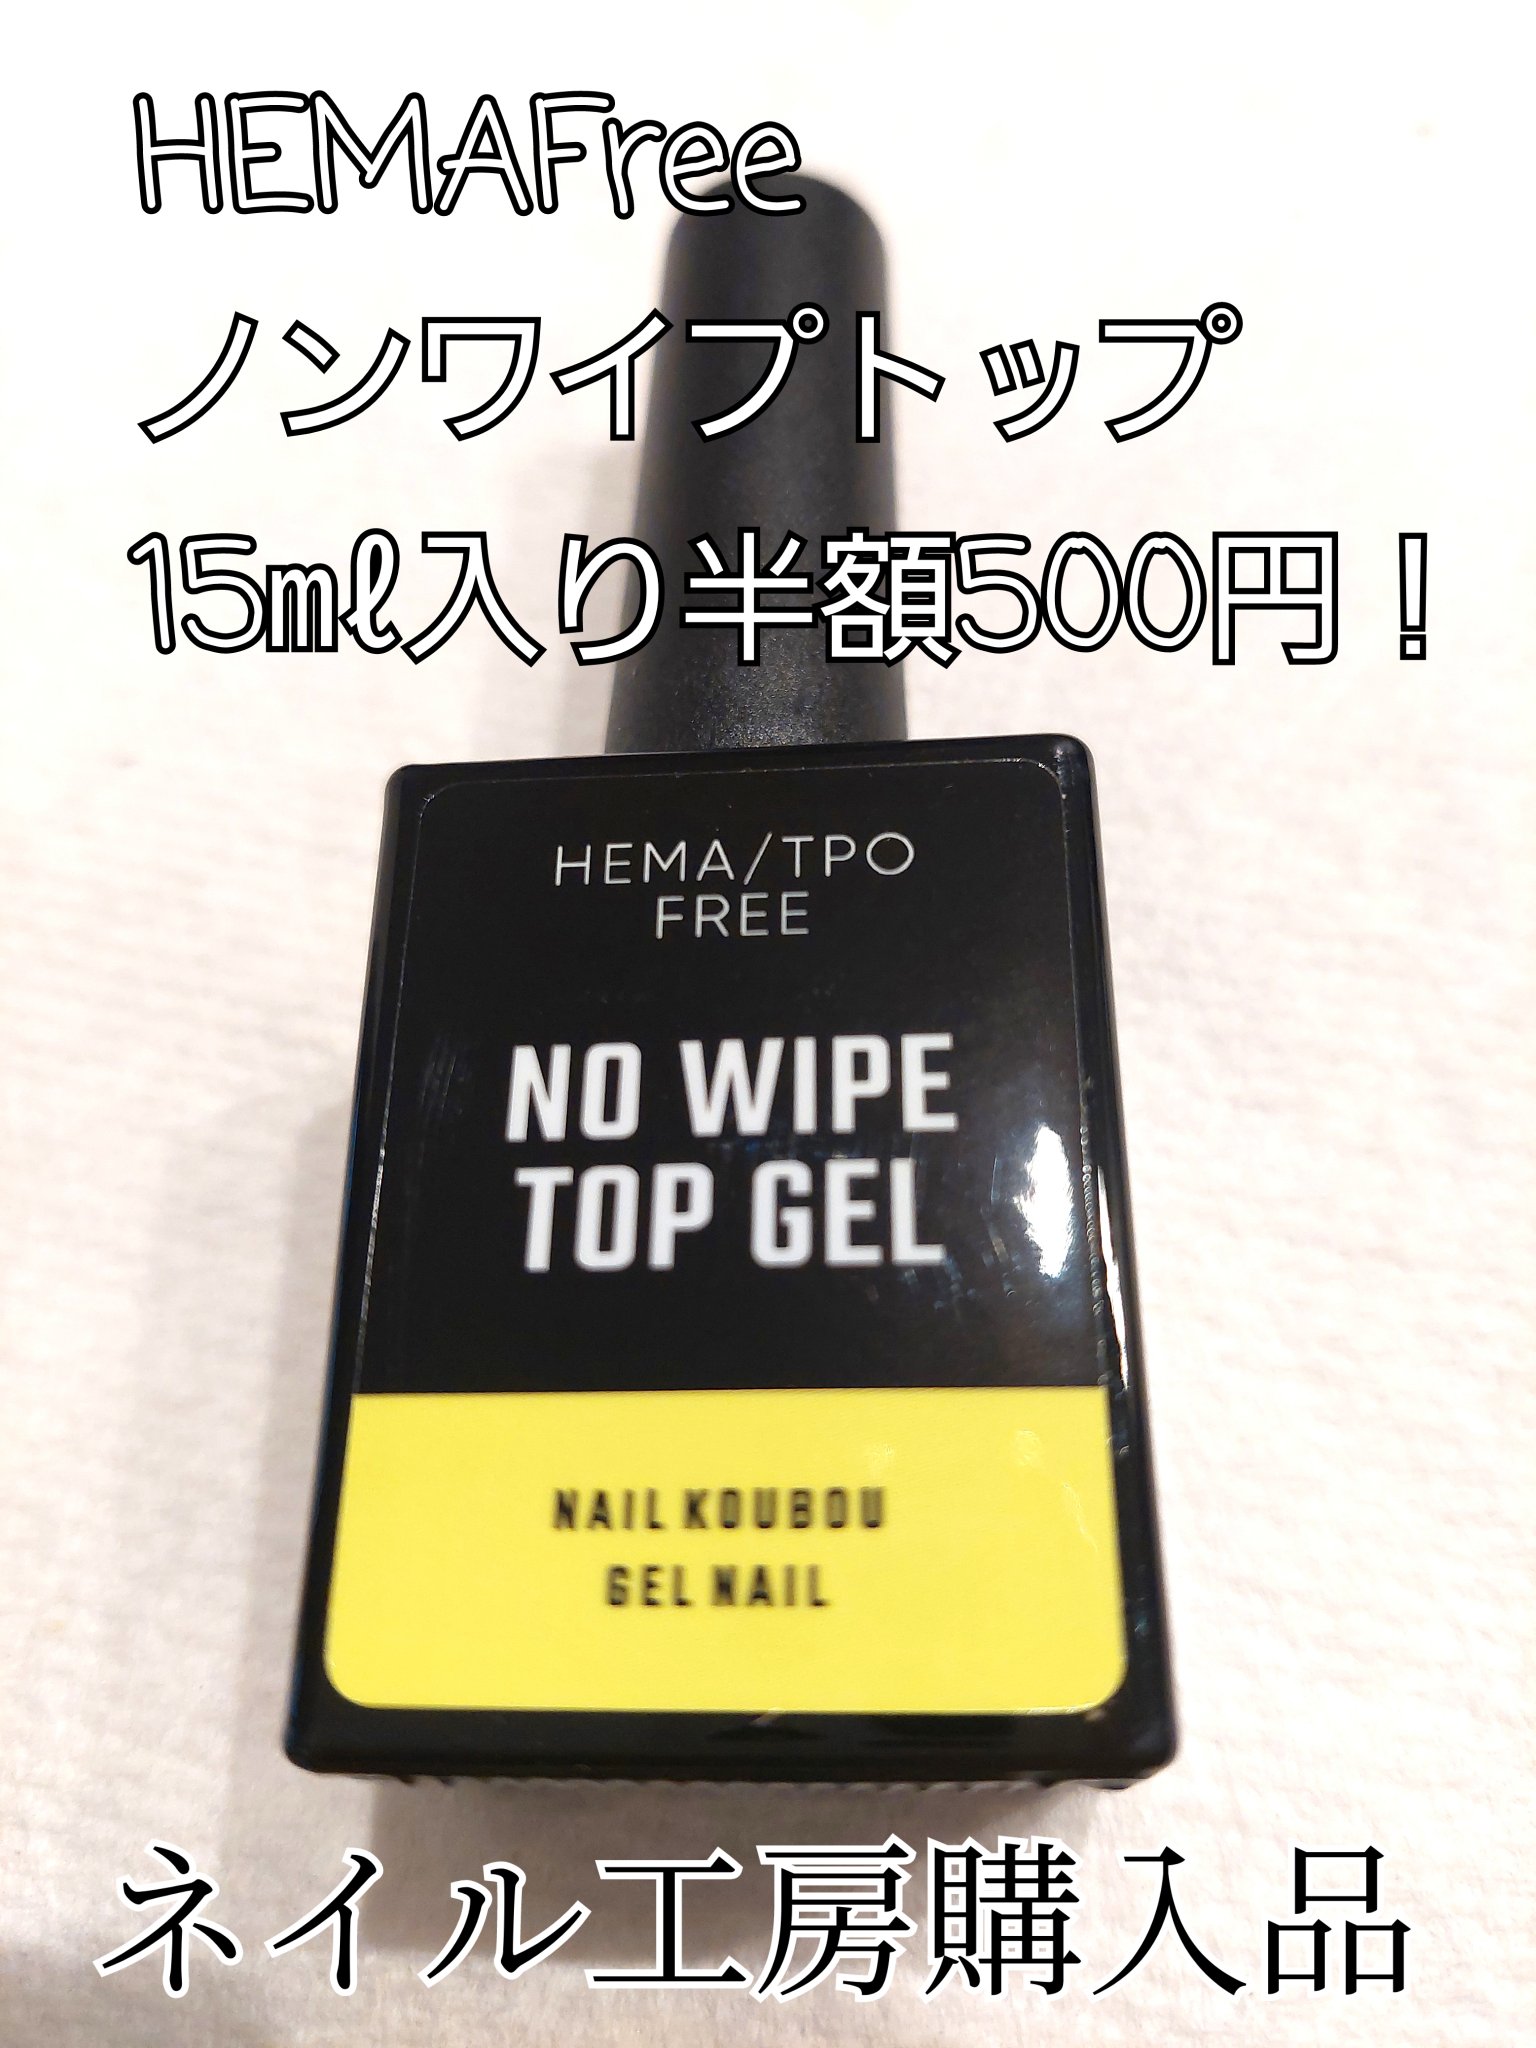 HEMAFree
ノンワイプトップ
15㎖入り半額500円！
HEMA/TPO
FREE
NO WIPE
TOP GEL
NAIL KOUBOU
GEL NAIL
ネイル工房購入品